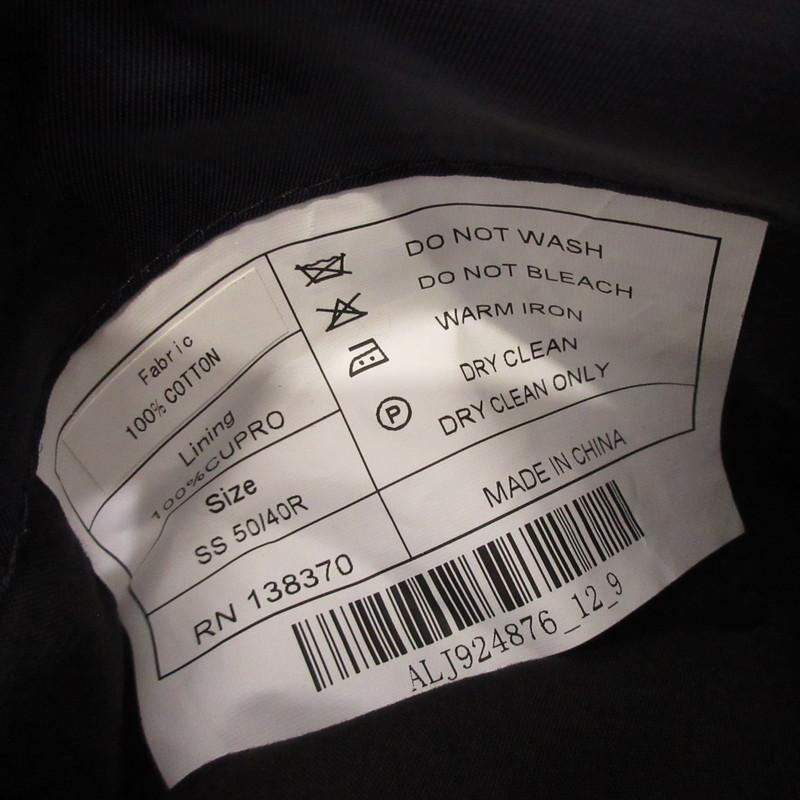 Fabric
100% COTTON
Lining
100%CUPRO
Size
SS 50/40R
RN 138370
DO NOT WASH
DO NOT BLEACH
WARM IRON
DRY CLEAN
P
DRY CLEAN ONLY
MADE IN CHINA
ALJ924876_12_9